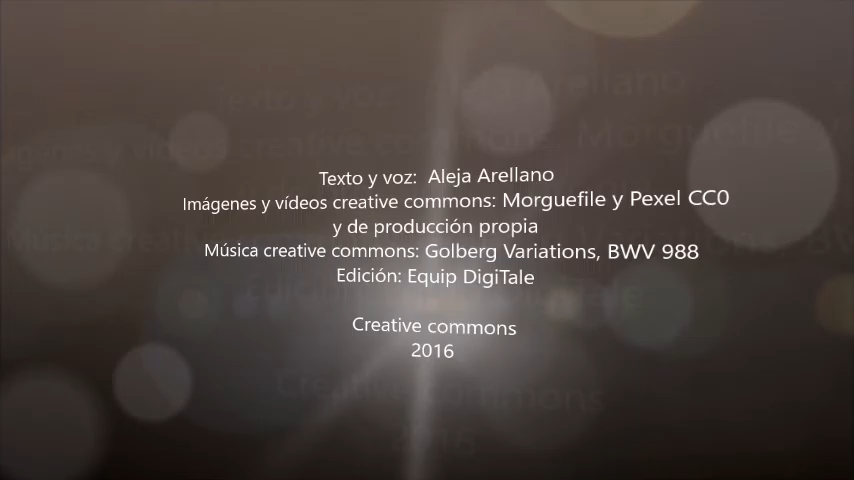 Texto y voz: Aleja Arellano
Imágenes y vídeos creative commons: Morguefile y Pexel CC0
y de producción propia
Música creative commons: Golberg Variations, BWV 988
Edición: Equip DigiTale
Creative commons
2016